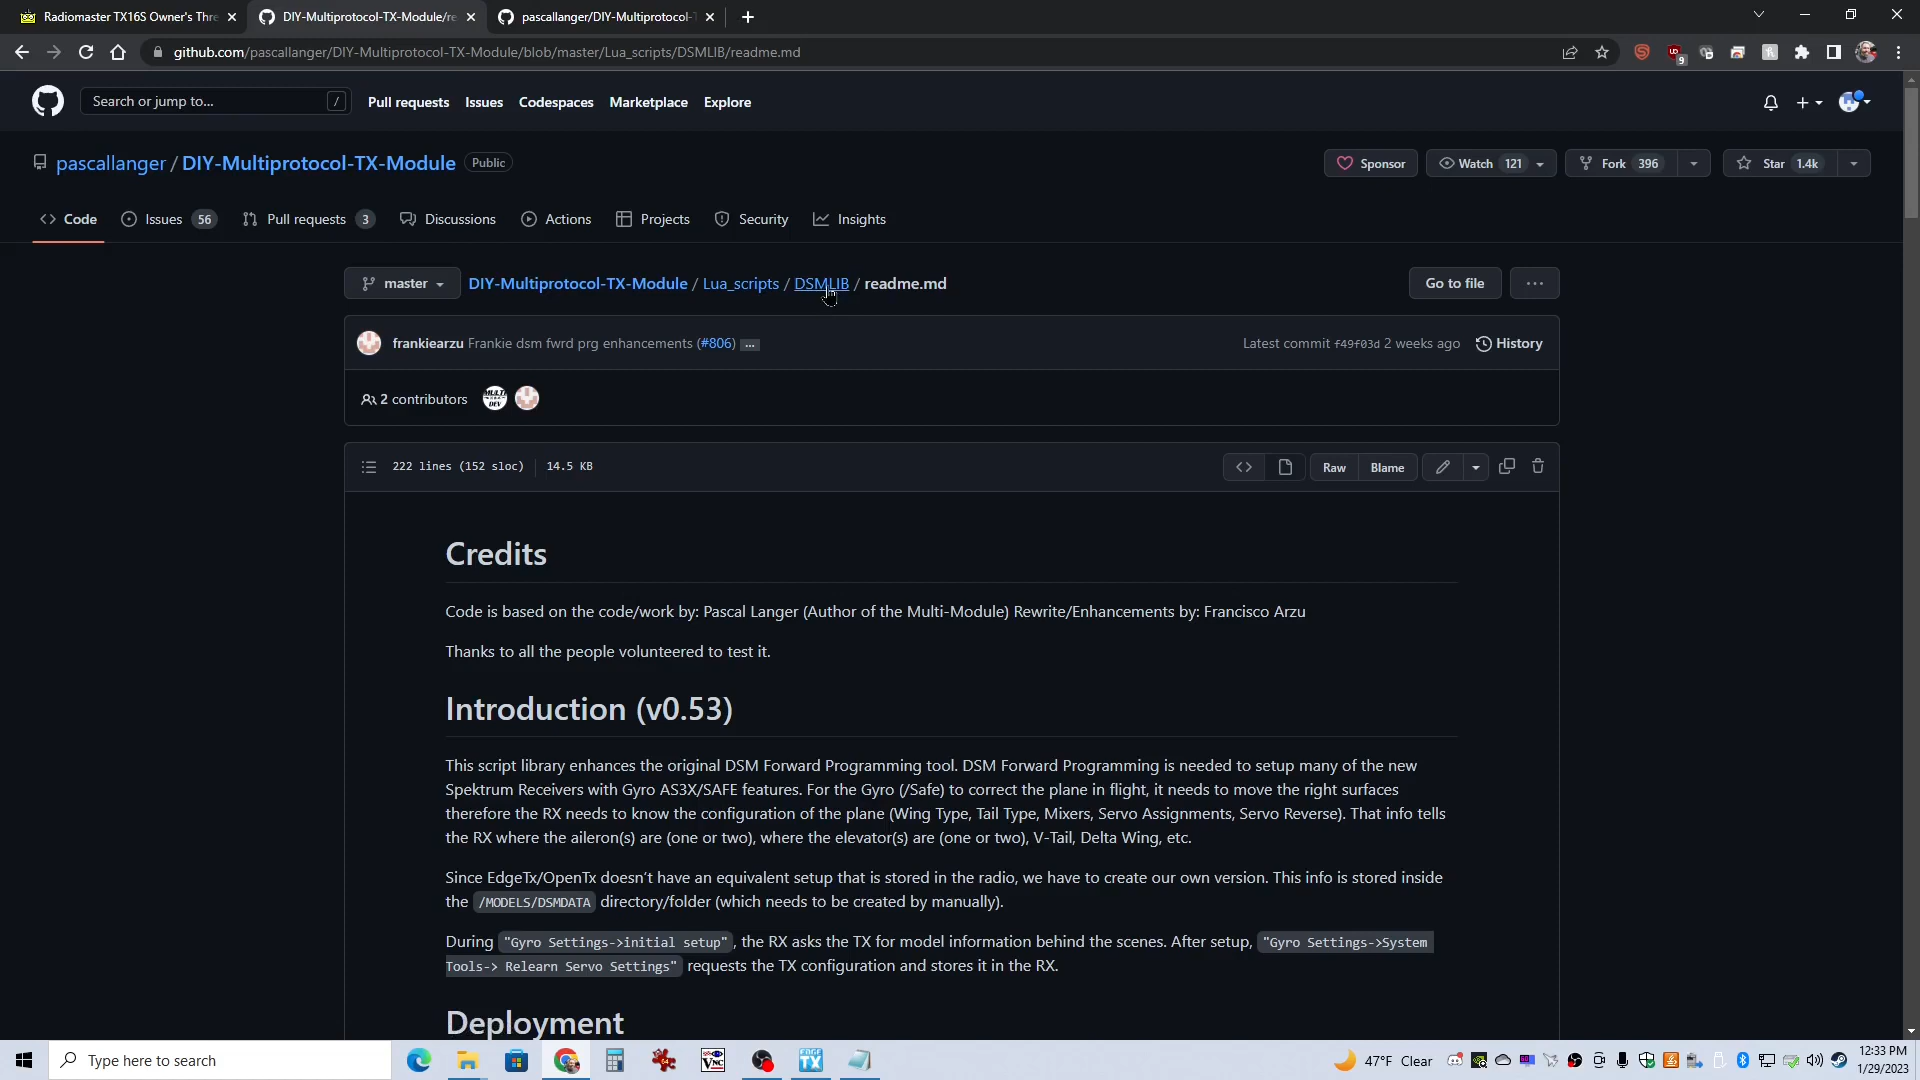 Radiomaster TX16S Owner's Thre
DIY-Multiprotocol-TX-Module/re
pascallanger/DIY-Multiprotocol-T
github.com/pascallanger/DIY-Multiprotocol-TX-Module/blob/master/Lua_scripts/DSMLIB/readme.md
9
Search or jump to...
/
Pull requests
Issues
Codespaces
Marketplace
Explore
pascallanger / DIY-Multiprotocol-TX-Module
Public
Sponsor
Watch 121
Fork 396
Star 1.4k
Code
Issues 56
Pull requests 3
Discussions
Actions
Projects
Security
Insights
master
DIY-Multiprotocol-TX-Module / Lua_scripts / DSMLIB / readme.md
Go to file
...
frankiearzu Frankie dsm fwrd prg enhancements (#806) ...
Latest commit f49f03d 2 weeks ago
History
2 contributors
MULTI
DEV
222 lines (152 sloc)
14.5 KB
<>
Raw
Blame
Credits
Code is based on the code/work by: Pascal Langer (Author of the Multi-Module) Rewrite/Enhancements by: Francisco Arzu
Thanks to all the people volunteered to test it.
Introduction (v0.53)
This script library enhances the original DSM Forward Programming tool. DSM Forward Programming is needed to setup many of the new
Spektrum Receivers with Gyro AS3X/SAFE features. For the Gyro (/Safe) to correct the plane in flight, it needs to move the right surfaces
therefore the RX needs to know the configuration of the plane (Wing Type, Tail Type, Mixers, Servo Assignments, Servo Reverse). That info tells
the RX where the aileron(s) are (one or two), where the elevator(s) are (one or two), V-Tail, Delta Wing, etc.
Since EdgeTx/OpenTx doesn't have an equivalent setup that is stored in the radio, we have to create our own version. This info is stored inside
the /MODELS/DSMDATA directory/folder (which needs to be created by manually).
During "Gyro Settings->initial setup", the RX asks the TX for model information behind the scenes. After setup, "Gyro Settings->System
Tools-> Relearn Servo Settings" requests the TX configuration and stores it in the RX.
Deployment
Type here to search
VNC
EDGE
TX
47°F Clear
12:33 PM
1/29/2023